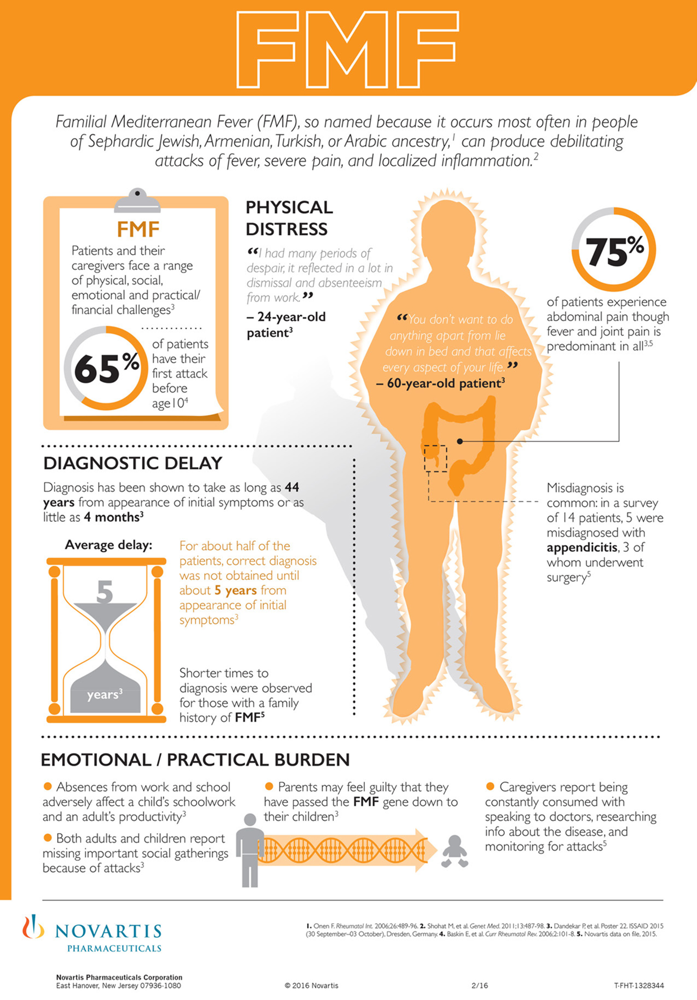 FMF
Familial Mediterranean Fever (FMF), so named because it occurs most often in people
of Sephardic Jewish, Armenian, Turkish, or Arabic ancestry,1 can produce debilitating
attacks of fever, severe pain, and localized inflammation.2
FMF
Patients and their
caregivers face a range
of physical, social,
emotional and practical/
financial challenges3
65%
of patients
have their
first attack
before
age104
PHYSICAL
DISTRESS
“I had many periods of
despair, it reflected in a lot in
dismissal and absenteeism
from work.”
– 24-year-old
patient3
“You don’t want to do
anything apart from lie
down in bed and that affects
every aspect of your life.”
– 60-year-old patient3
75%
of patients experience
abdominal pain though
fever and joint pain is
predominant in all3,5
Misdiagnosis is
common: in a survey
of 14 patients, 5 were
misdiagnosed with
appendicitis, 3 of
whom underwent
surgery5
DIAGNOSTIC DELAY
Diagnosis has been shown to take as long as 44
years from appearance of initial symptoms or as
little as 4 months3
Average delay:
5
years3
For about half of the
patients, correct diagnosis
was not obtained until
about 5 years from
appearance of initial
symptoms3
Shorter times to
diagnosis were observed
for those with a family
history of FMF5
EMOTIONAL / PRACTICAL BURDEN
● Absences from work and school
adversely affect a child’s schoolwork
and an adult’s productivity3
● Both adults and children report
missing important social gatherings
because of attacks3
● Parents may feel guilty that they
have passed the FMF gene down to
their children3
● Caregivers report being
constantly consumed with
speaking to doctors, researching
info about the disease, and
monitoring for attacks5
NOVARTIS
PHARMACEUTICALS
1. Onen F. Rheumatol Int. 2006;26:489-96. 2. Shohat M, et al. Genet Med. 2011;13:487-98. 3. Dandekar P, et al. Poster 22. ISSAID 2015
(30 September–03 October), Dresden, Germany. 4. Baskin E, et al. Curr Rheumatol Rev. 2006;2:101-8. 5. Novartis data on file, 2015.
Novartis Pharmaceuticals Corporation
East Hanover, New Jersey 07936-1080
© 2016 Novartis
2/16
T-FHT-1328344